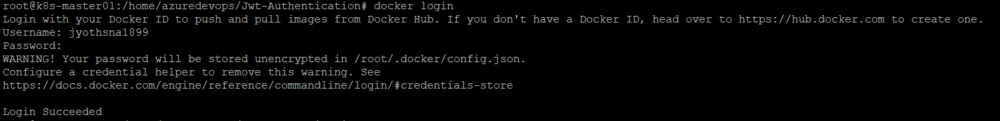 root@k8s-master01:/home/azuredevops/Jwt-Authentication# docker login
Login with your Docker ID to push and pull images from Docker Hub. If you don't have a Docker ID, head over to https://hub.docker.com to create one.
Username: jyothsna1899
Password:
WARNING! Your password will be stored unencrypted in /root/.docker/config.json.
Configure a credential helper to remove this warning. See
https://docs.docker.com/engine/reference/commandline/login/#credentials-store
Login Succeeded